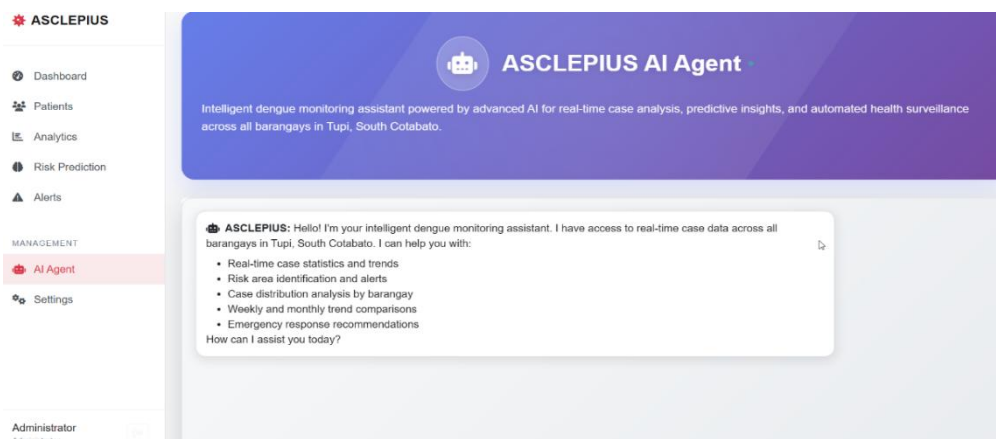 ASCLEPIUS
Dashboard
Patients
Analytics
Risk Prediction
Alerts
MANAGEMENT
AI Agent
Settings
Administrator
ASCLEPIUS AI Agent
Intelligent dengue monitoring assistant powered by advanced AI for real-time case analysis, predictive insights, and automated health surveillance
across all barangays in Tupi, South Cotabato.
ASCLEPIUS: Hello! I'm your intelligent dengue monitoring assistant. I have access to real-time case data across all
barangays in Tupi, South Cotabato. I can help you with:
• Real-time case statistics and trends
• Risk area identification and alerts
• Case distribution analysis by barangay
• Weekly and monthly trend comparisons
• Emergency response recommendations
How can I assist you today?